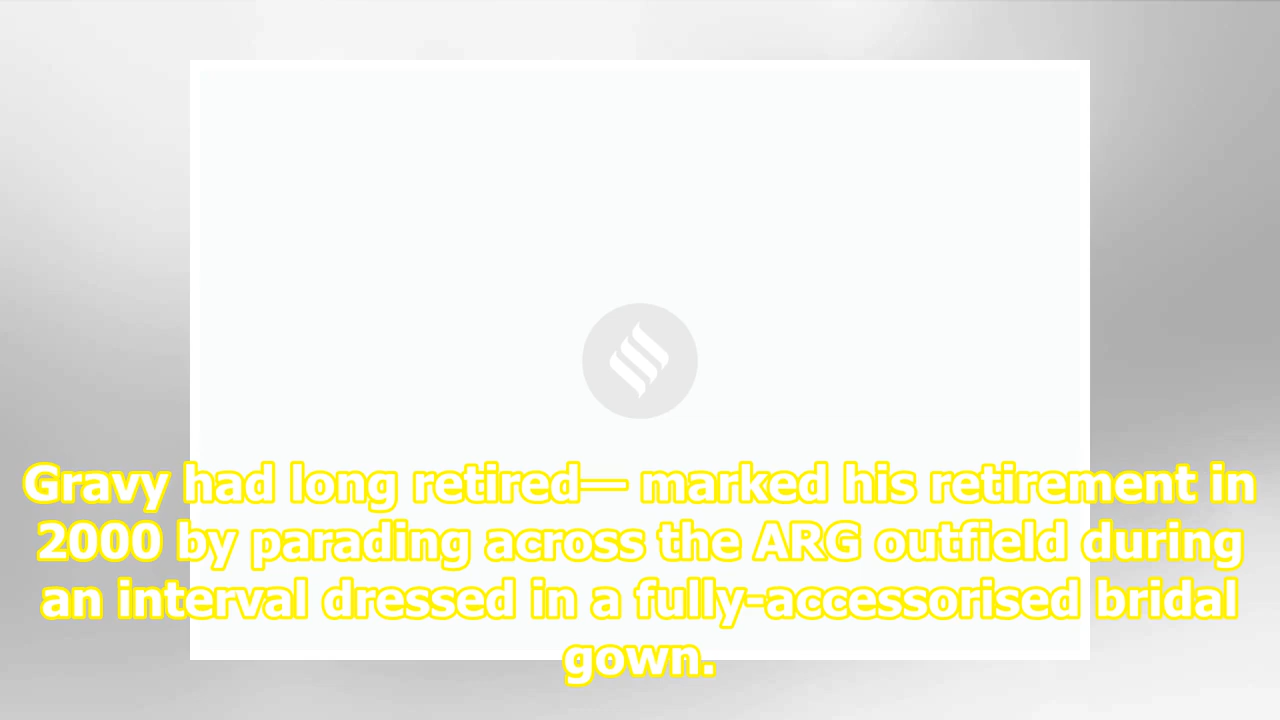 Gravy had long retired— marked his retirement in
2000 by parading across the ARG outfield during
an interval dressed in a fully-accessorised bridal
gown.